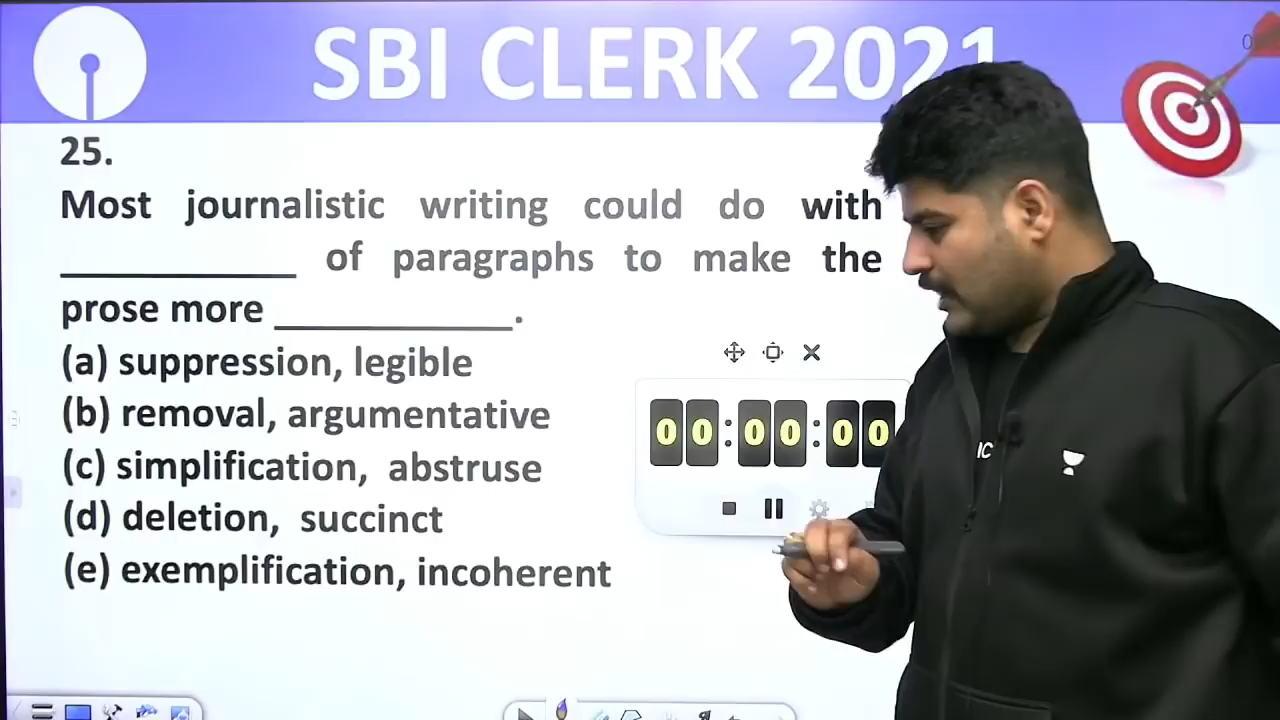 SBI CLERK 2021
25.
Most journalistic writing could do with
____________ of paragraphs to make the
prose more ____________.
(a) suppression, legible
(b) removal, argumentative
(c) simplification, abstruse
(d) deletion, succinct
(e) exemplification, incoherent
00:00:00
IC